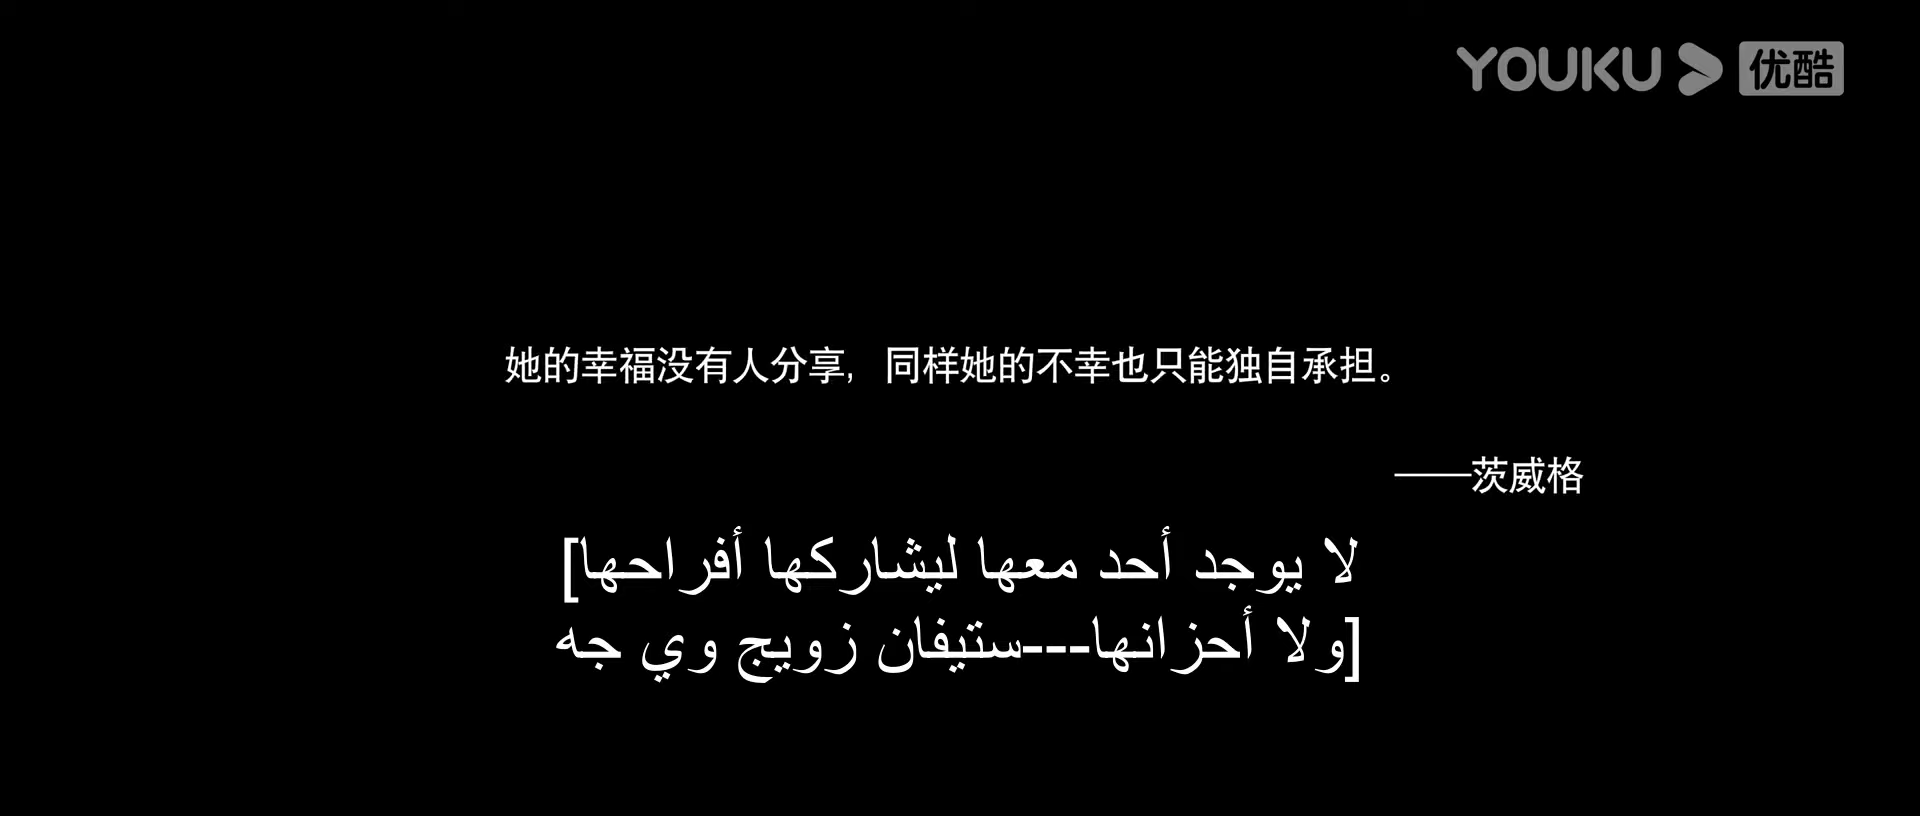 YOUKU 优酷
她的幸福没有人分享，同样她的不幸也只能独自承担。
——茨威格
[لا يوجد أحد معها ليشاركها أفراحها
ولا أحزانها---ستيفان زويج وي جه]